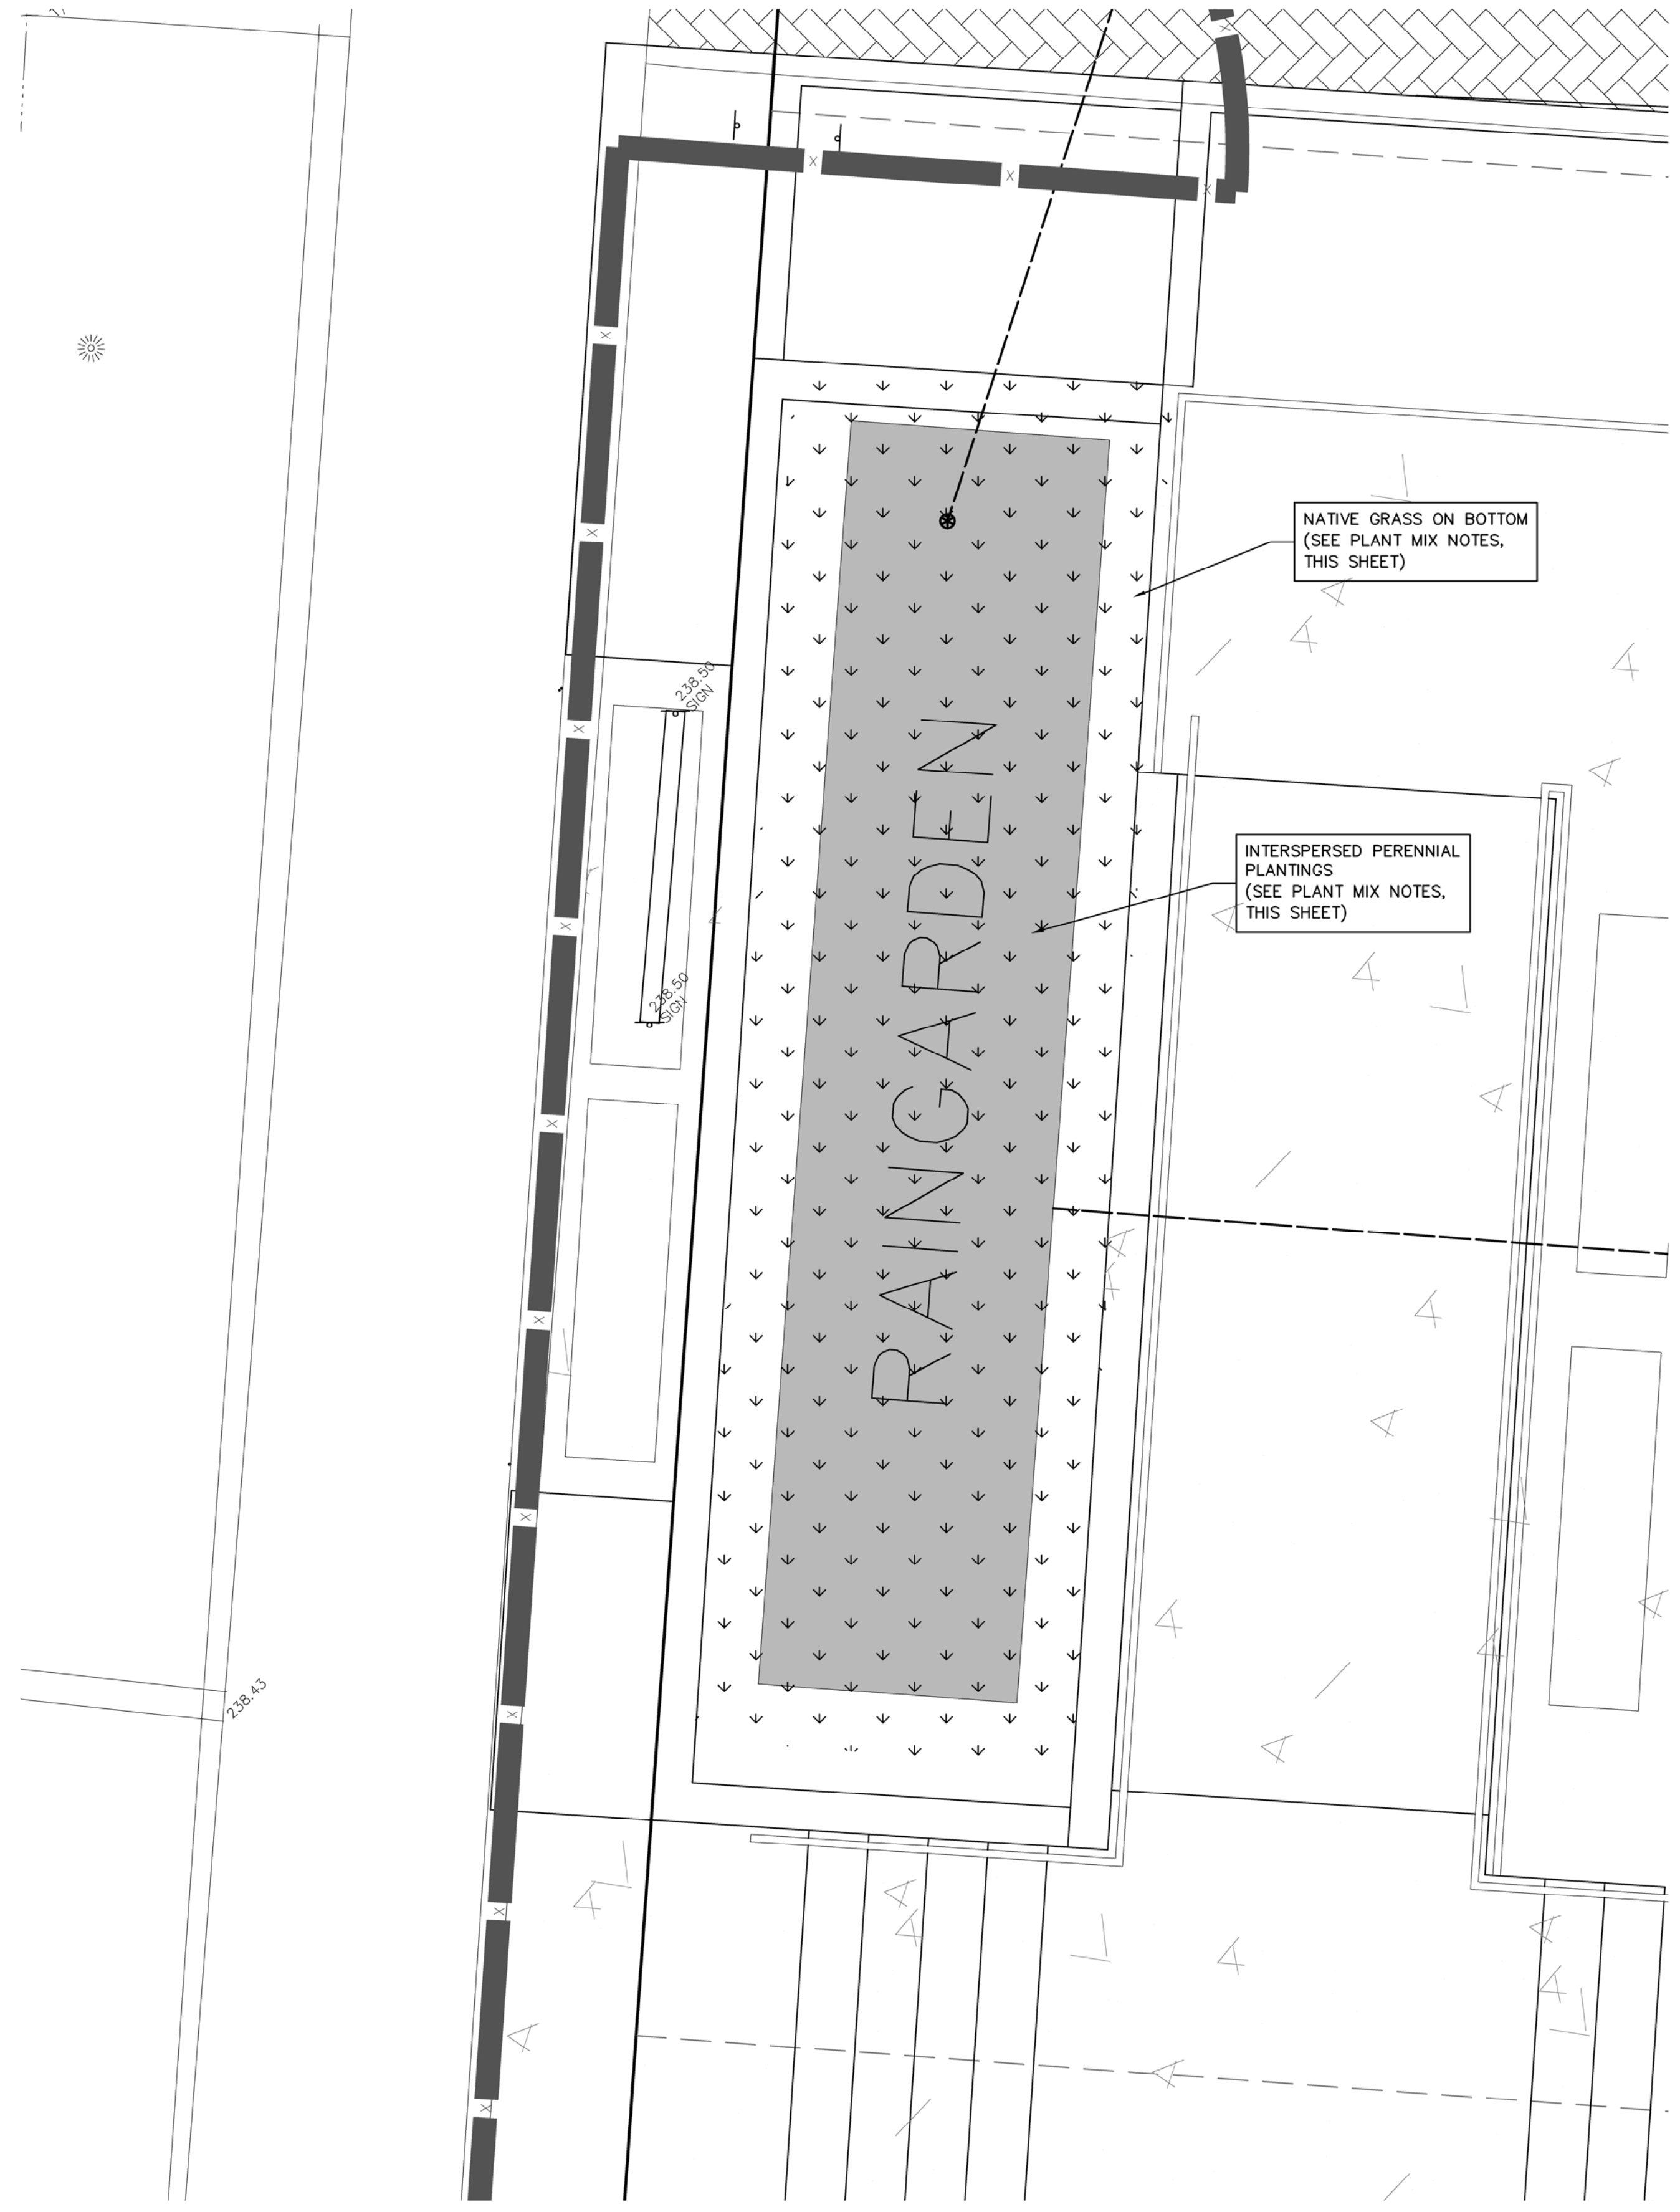 NATIVE GRASS ON BOTTOM
(SEE PLANT MIX NOTES,
THIS SHEET)
238.50
SIGN
INTERSPERSED PERENNIAL
PLANTINGS
(SEE PLANT MIX NOTES,
THIS SHEET)
238.50
SIGN
RAINGARDEN
238.43